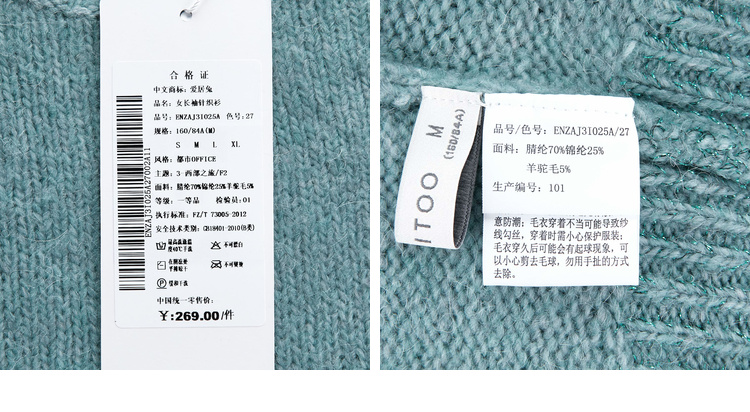 合格证
中文商标: 爱居兔
品名: 女长袖针织衫
品号: ENZAJ31025A 色号: 27
规格: 160/84A(M)
S M L XL
风格: 都市OFFICE
主题: 3-西部之旅/P2
面料: 腈纶70%锦纶25%羊驼毛5%
等级: 一等品 检验员: 01
执行标准: FZ/T 73005-2012
安全技术类别: GB18401-2010(B类)
不可氯白
悬挂晾干
中国统一零售价:
¥:269.00/件
ENZAJ31025A27002A11
ITOO
M
(160/84A)
品号/色号: ENZAJ31025A/27
面料: 腈纶70%锦纶25%
羊驼毛5%
生产编号: 101
意防潮; 毛衣穿着不当可能导致纱
线勾丝, 穿着时需小心保护服装;
毛衣穿久后可能会有起球现象, 可
以小心剪去毛球, 勿用手扯的方式
去除。